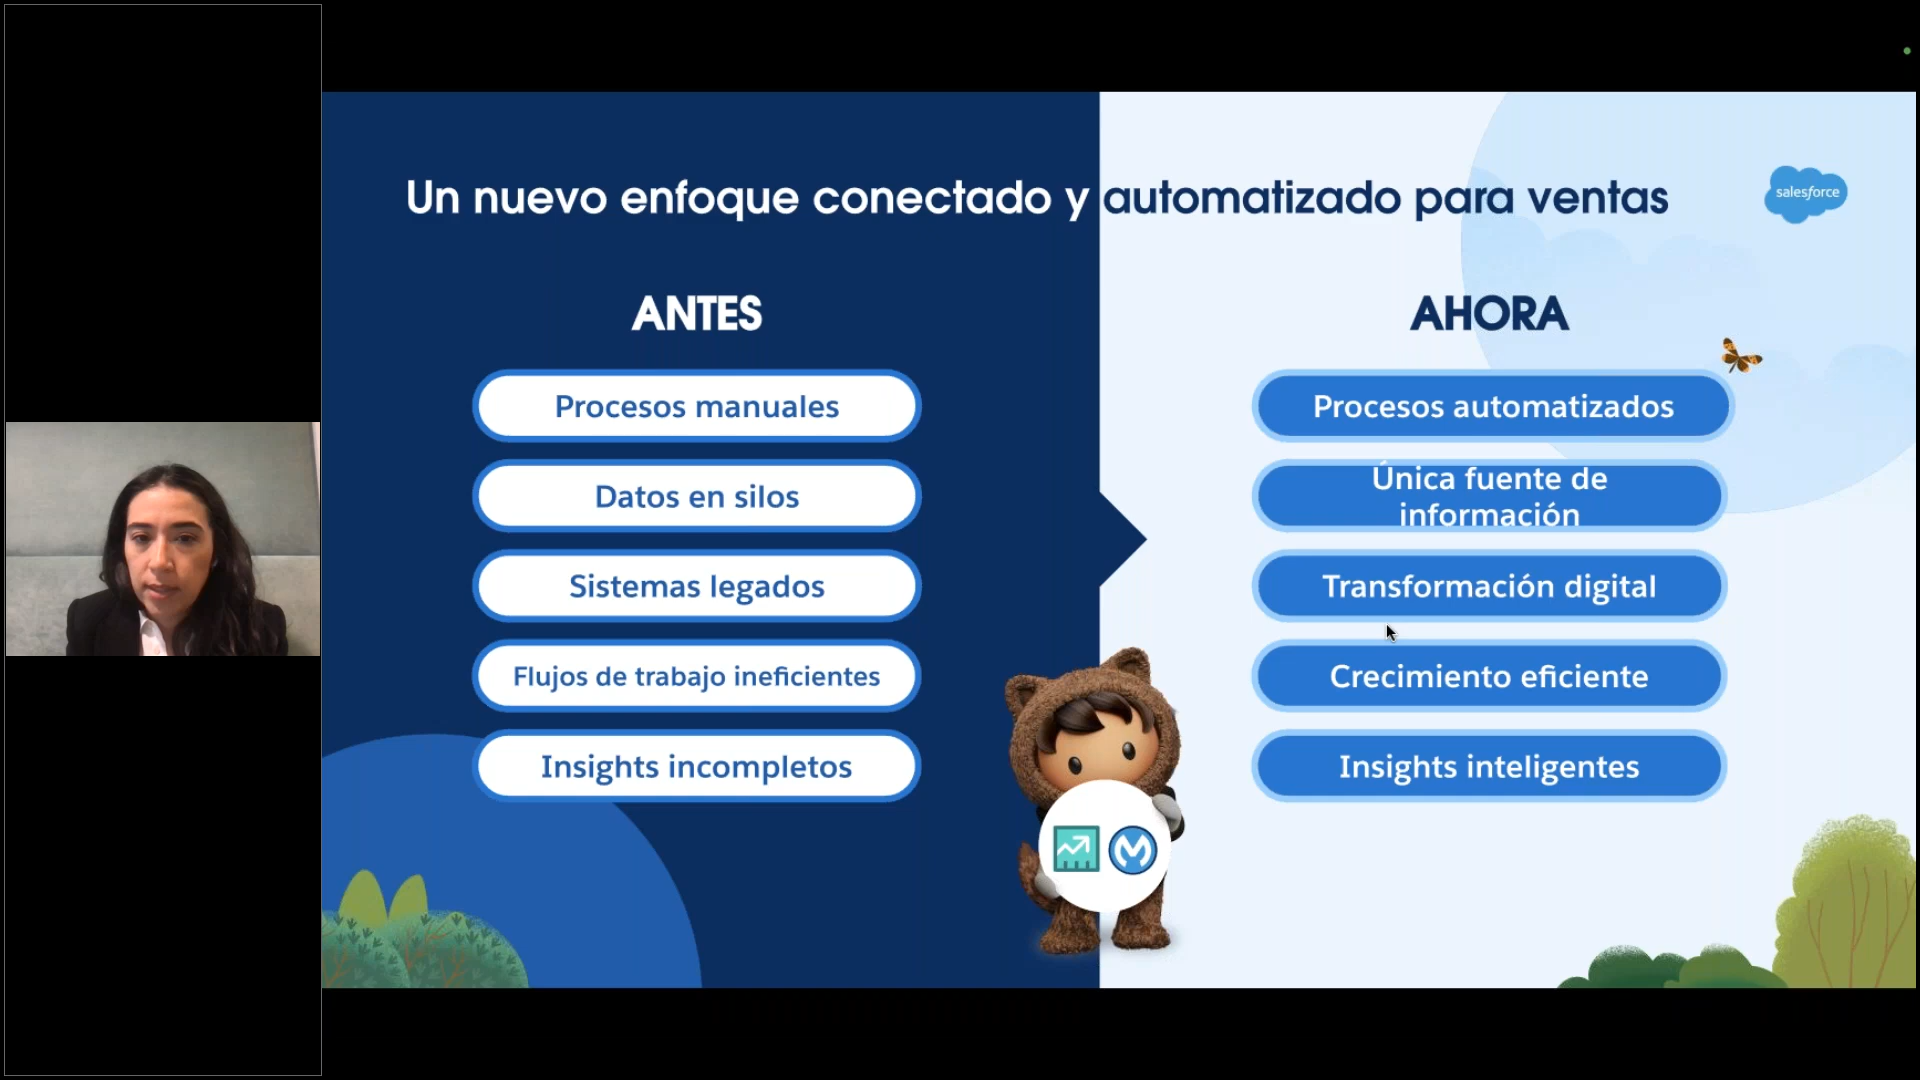 Un nuevo enfoque conectado y automatizado para ventas
salesforce
ANTES
Procesos manuales
Datos en silos
Sistemas legados
Flujos de trabajo ineficientes
Insights incompletos
AHORA
Procesos automatizados
Única fuente de
información
Transformación digital
Crecimiento eficiente
Insights inteligentes